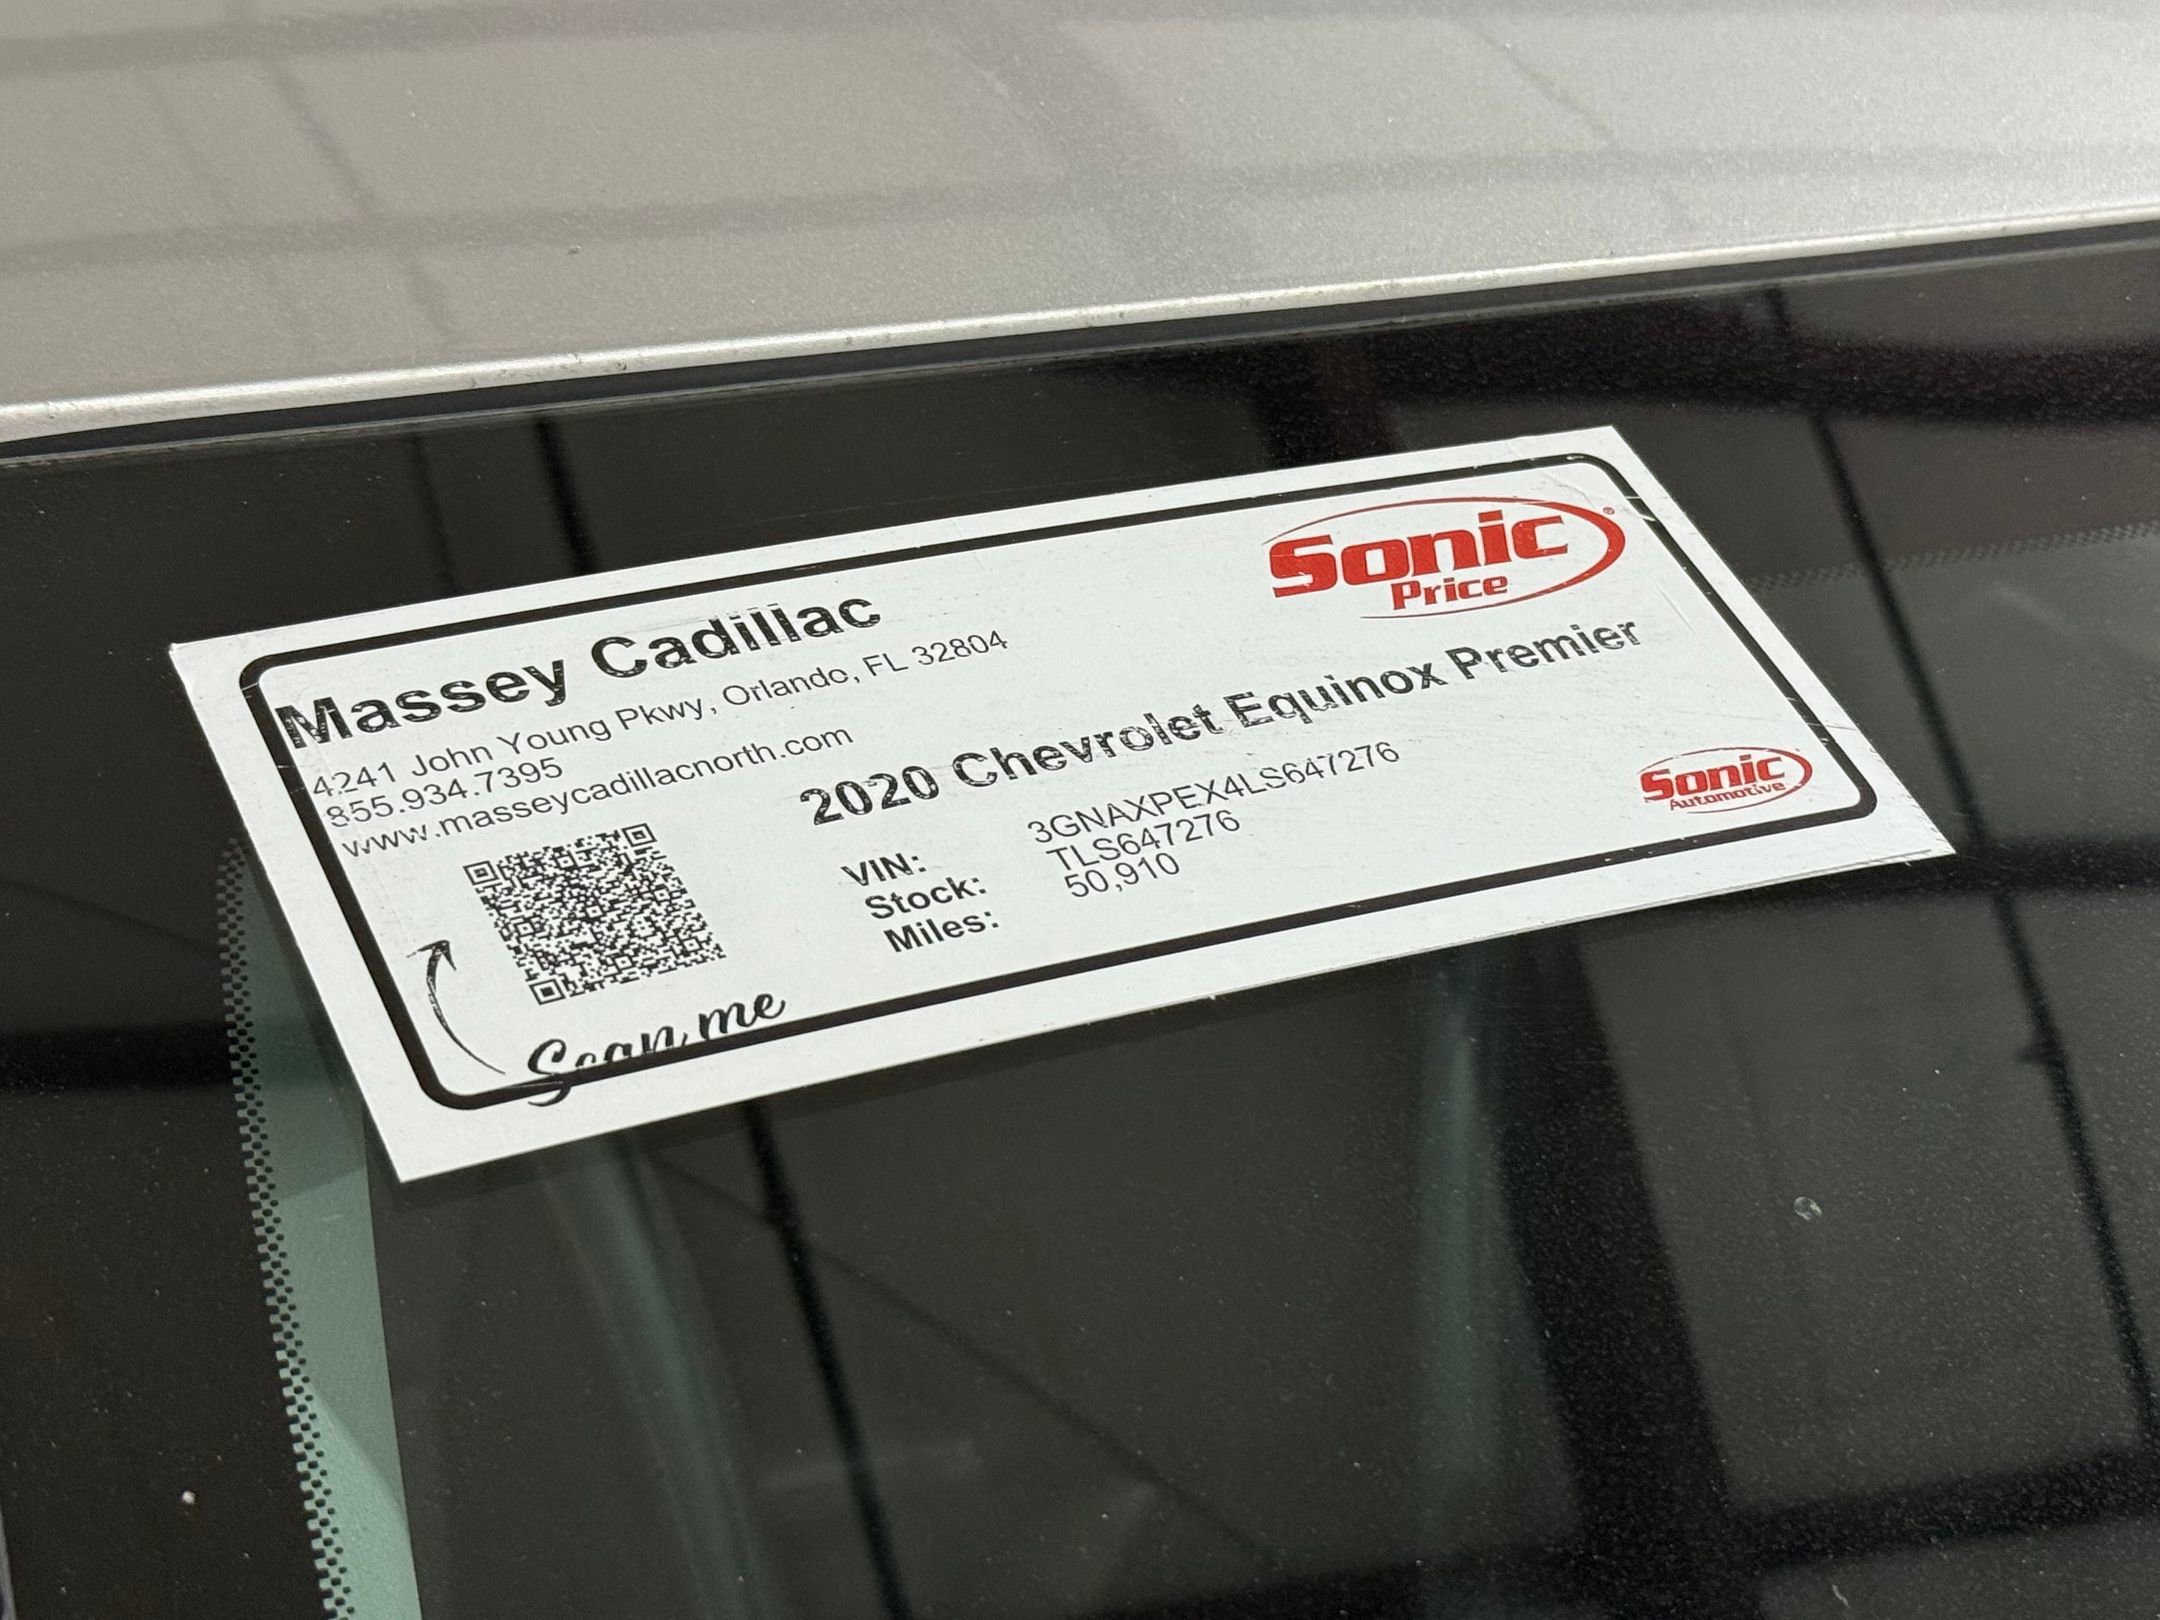 Massey Cadillac
4241 John Young Pkwy, Orlando, FL 32804
855.934.7395
www.masseycadillacnorth.com
Sonic®
Price
2020 Chevrolet Equinox Premier
VIN: 3GNAXPEX4LS647276
Stock: TLS647276
Miles: 50,910
Scan me
Sonic
Automotive